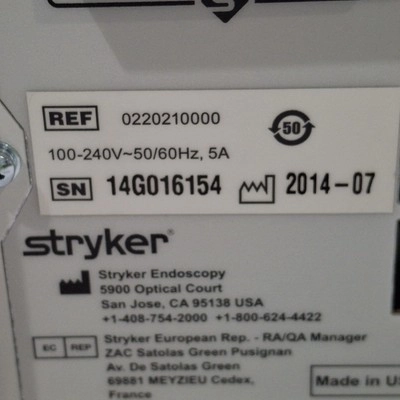 S
REF 0220210000
50
100-240V~50/60Hz, 5A
SN 14G016154 2014-07
stryker®
Stryker Endoscopy
5900 Optical Court
San Jose, CA 95138 USA
+1-408-754-2000 +1-800-624-4422
EC REP Stryker European Rep. - RA/QA Manager
ZAC Satolas Green Pusignan
Av. De Satolas Green
69881 MEYZIEU Cedex,
France
Made in